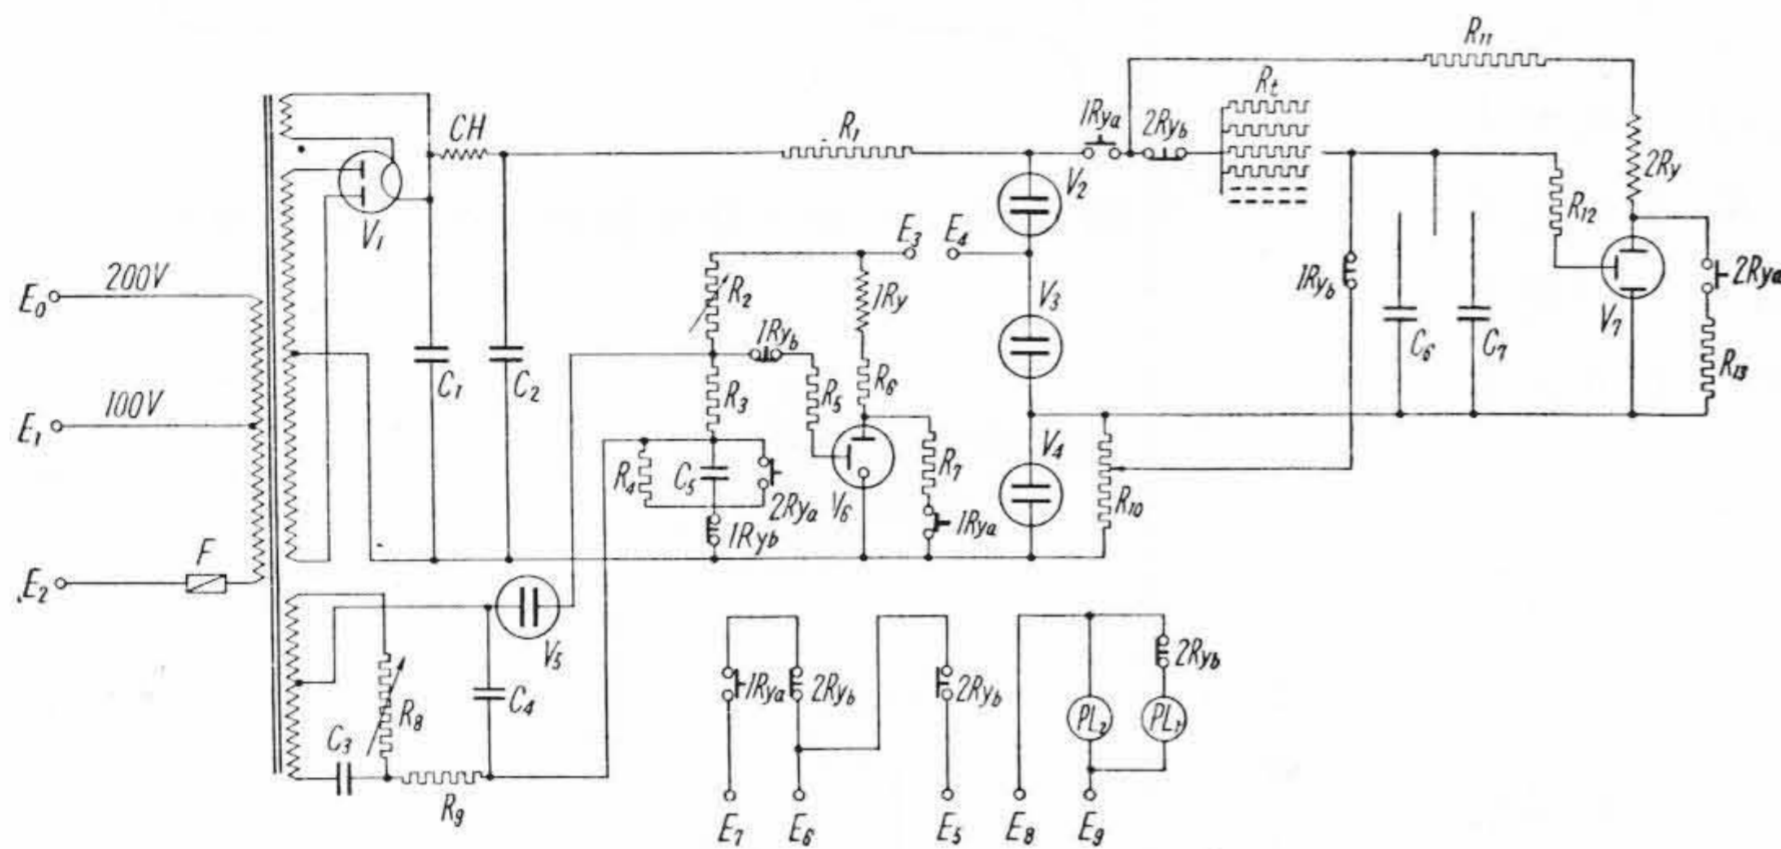 R₁₁
Rt
CH
R₁
1Rya
2Ryb
V₂
2Ry
R₁₂
V₁
E₃
E₄
200V
E₀
R₂
1Ry
V₃
1Ryb
2Rya
V₇
1Ryb
C₁
C₂
R₃
R₅
R₆
C₆
C₇
R₁₃
100V
E₁
R₄
C₅
2Rya
V₆
R₇
V₄
R₁₀
1Ryb
1Rya
F
E₂
V₅
R₈
C₄
C₃
R₉
1Rya
2Ryb
2Ryb
2Ryb
PL₂
PL₁
E₇
E₆
E₅
E₈
E₉